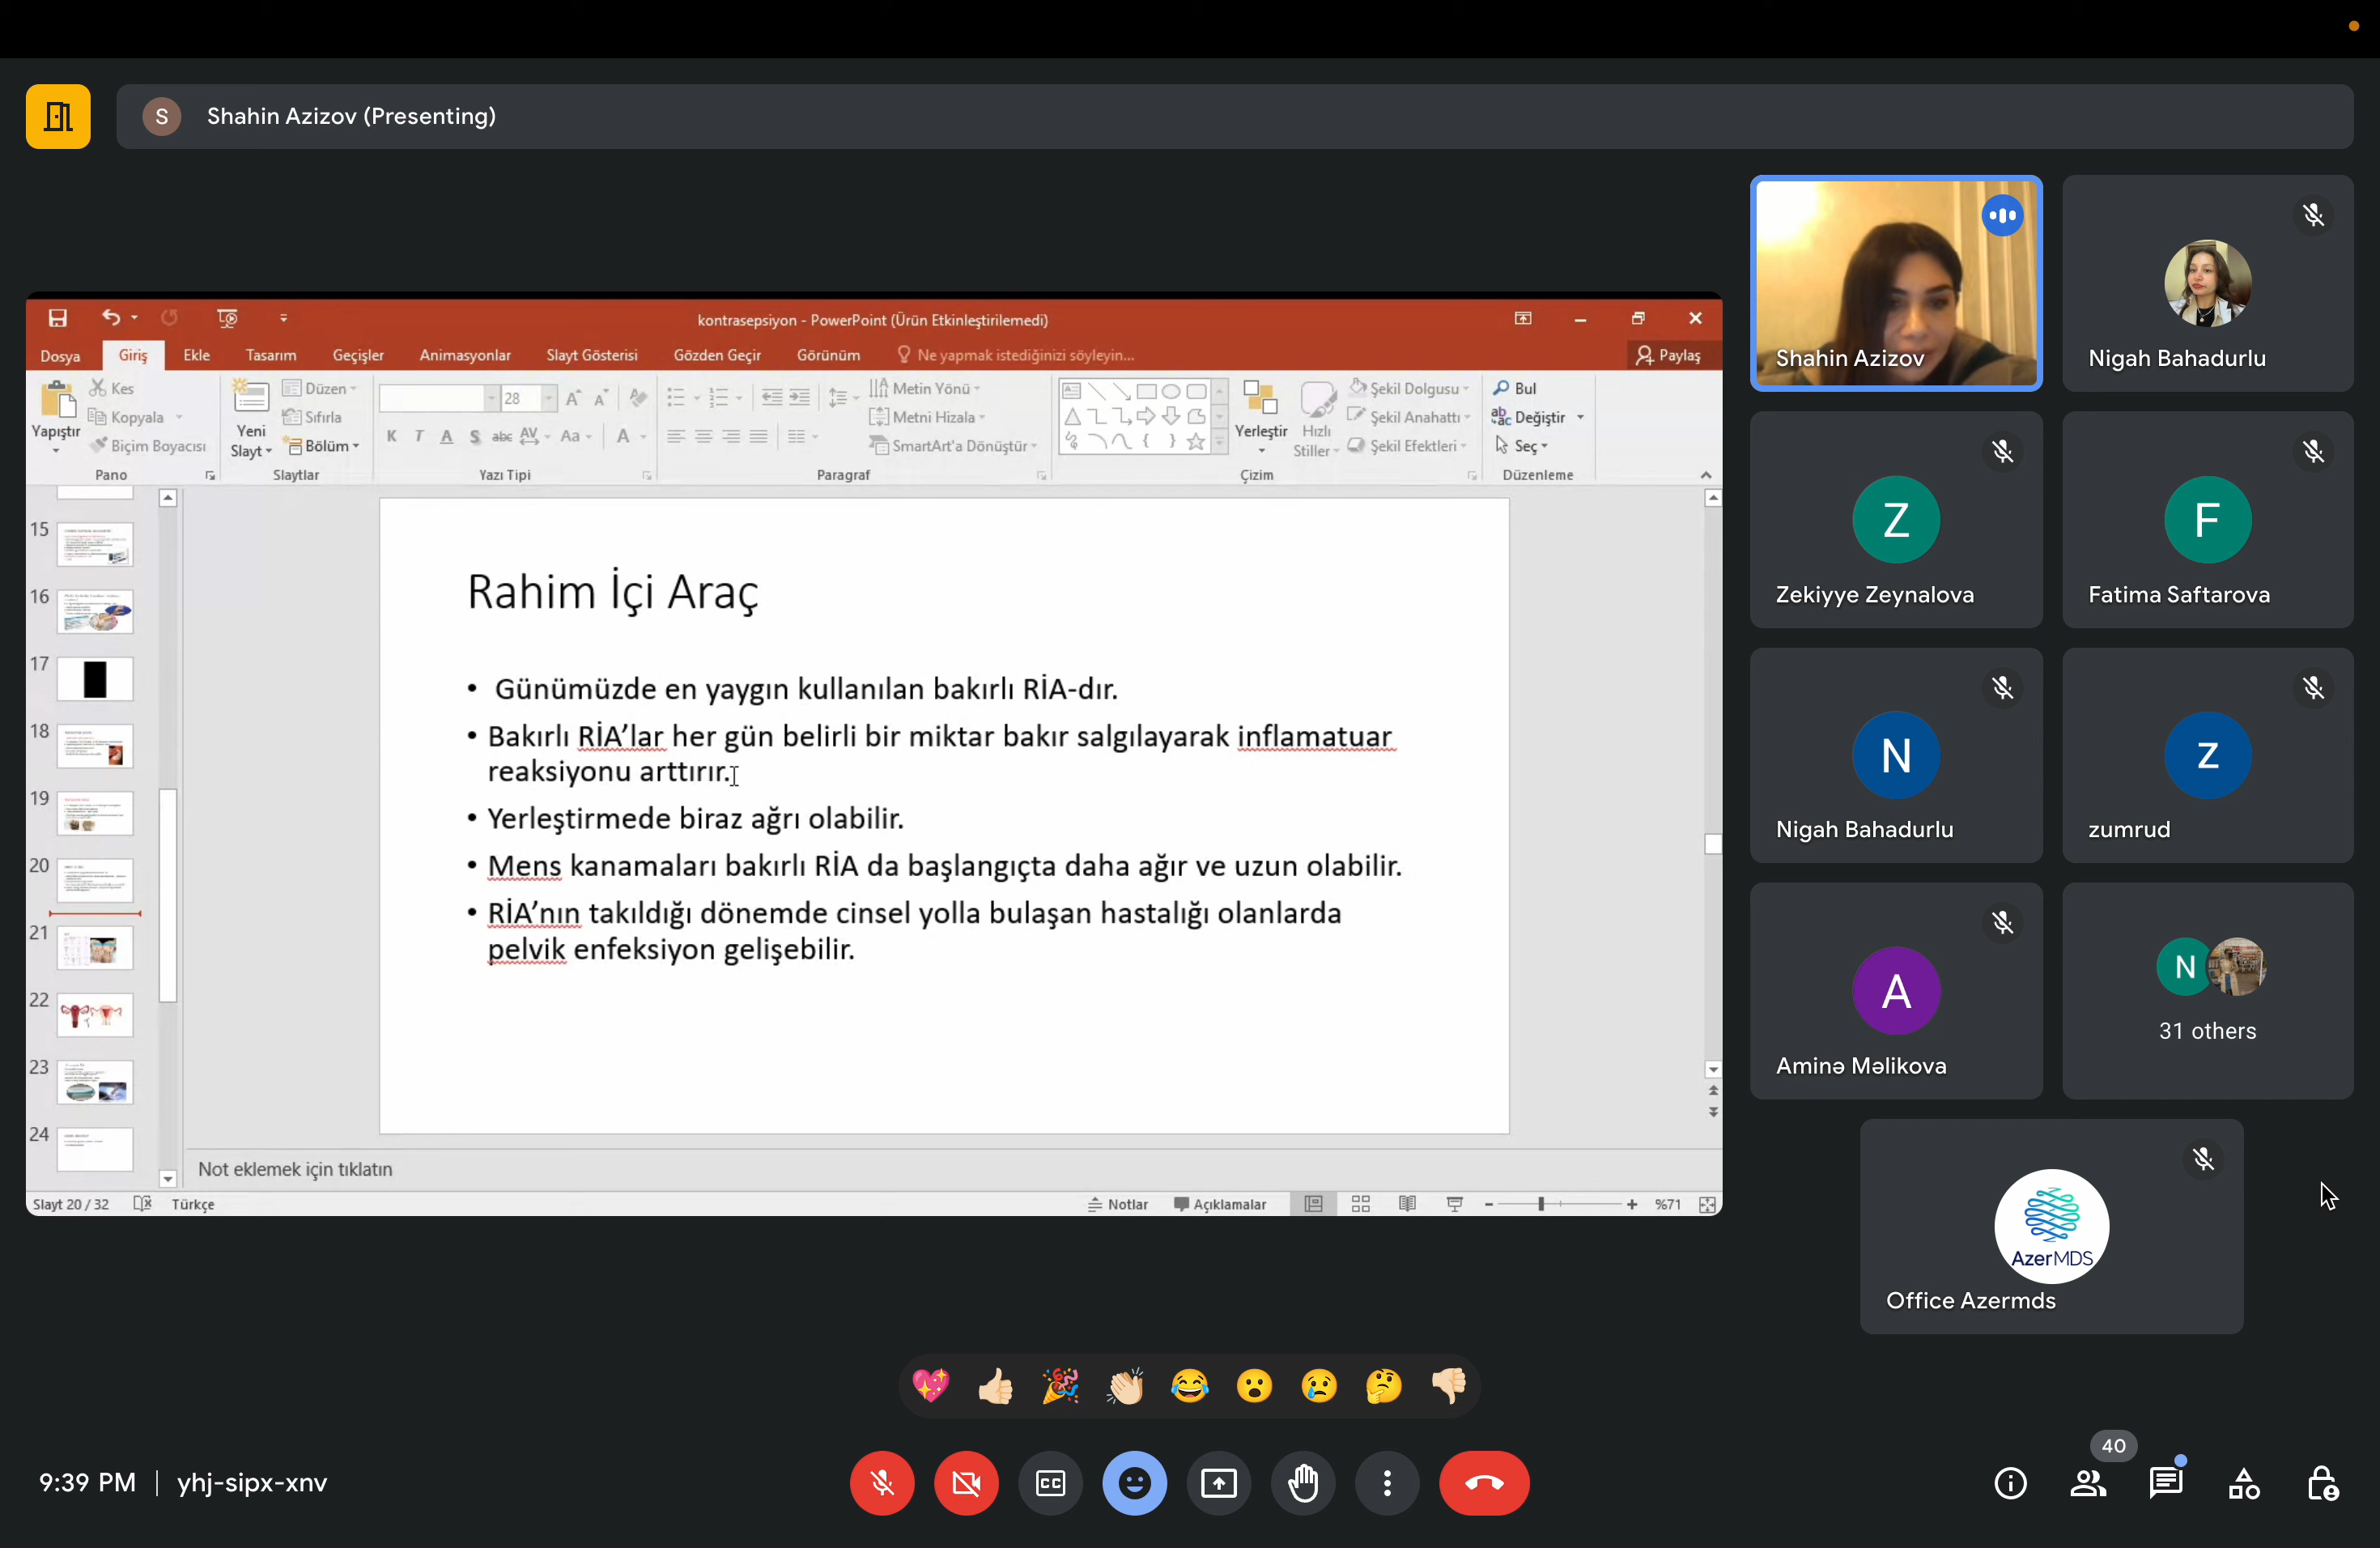 S Shahin Azizov (Presenting)
kontrasepsiyon - PowerPoint (Ürün Etkinleştirilemedi)
Dosya Giriş Ekle Tasarım Geçişler Animasyonlar Slayt Gösterisi Gözden Geçir Görünüm Ne yapmak istediğinizi söyleyin... Paylaş
Yapıştır
Kes
Kopyala
Biçim Boyacısı
Pano
Yeni
Slayt
Düzen
Sıfırla
Bölüm
Slaytlar
28
K T A S abc AV Aa A
Yazı Tipi
Metin Yönü
Metni Hizala
SmartArt'a Dönüştür
Paragraf
Yerleştir
Hızlı
Stiller
Şekil Dolgusu
Şekil Anahattı
Şekil Efektleri
Çizim
Bul
Değiştir
Seç
Düzenleme
15
16
17
18
19
20
21
22
23
24
Rahim İçi Araç
• Günümüzde en yaygın kullanılan bakırlı RİA-dır.
• Bakırlı RİA’lar her gün belirli bir miktar bakır salgılayarak inflamatuar
reaksiyonu arttırır.
• Yerleştirmede biraz ağrı olabilir.
• Mens kanamaları bakırlı RİA da başlangıçta daha ağır ve uzun olabilir.
• RİA’nın takıldığı dönemde cinsel yolla bulaşan hastalığı olanlarda
pelvik enfeksiyon gelişebilir.
Not eklemek için tıklatın
Slayt 20 / 32 Türkçe Notlar Açıklamalar %71
Shahin Azizov
Nigah Bahadurlu
Z
Zekiyye Zeynalova
F
Fatima Saftarova
N
Nigah Bahadurlu
z
zumrud
A
Aminə Məlikova
N
31 others
AzerMDS
Office Azermds
9:39 PM | yhj-sipx-xnv
CC
40